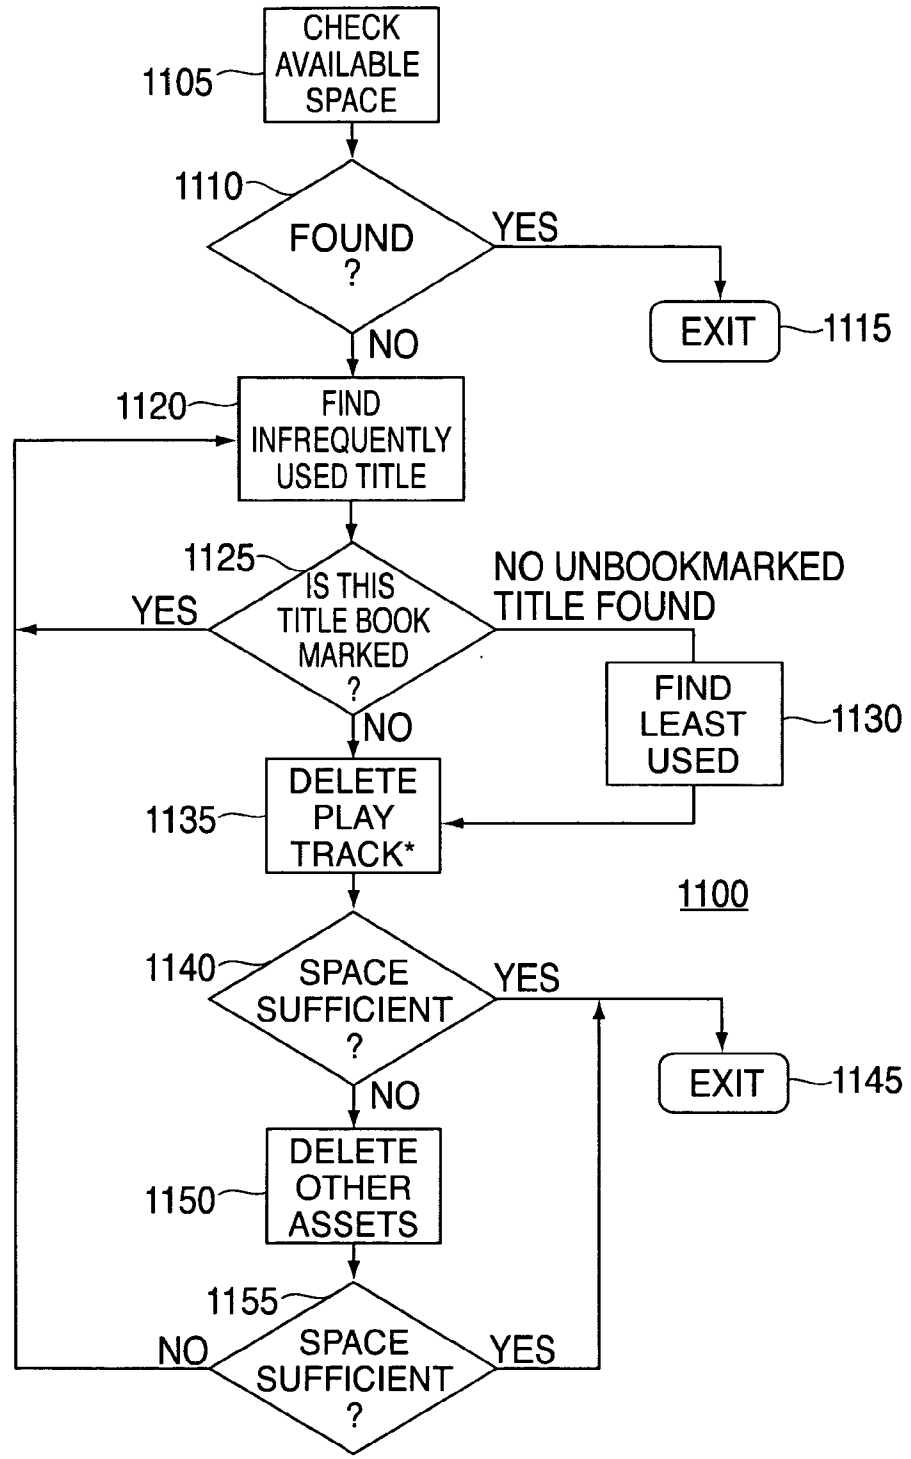 CHECK
AVAILABLE
SPACE
1105
1110
FOUND
?
YES
EXIT
1115
NO
1120
FIND
INFREQUENTLY
USED TITLE
1125
IS THIS
TITLE BOOK
MARKED
?
YES
NO UNBOOKMARKED
TITLE FOUND
FIND
LEAST
USED
1130
NO
1135
DELETE
PLAY
TRACK*
1100
1140
SPACE
SUFFICIENT
?
YES
EXIT
1145
NO
1150
DELETE
OTHER
ASSETS
1155
SPACE
SUFFICIENT
?
NO
YES